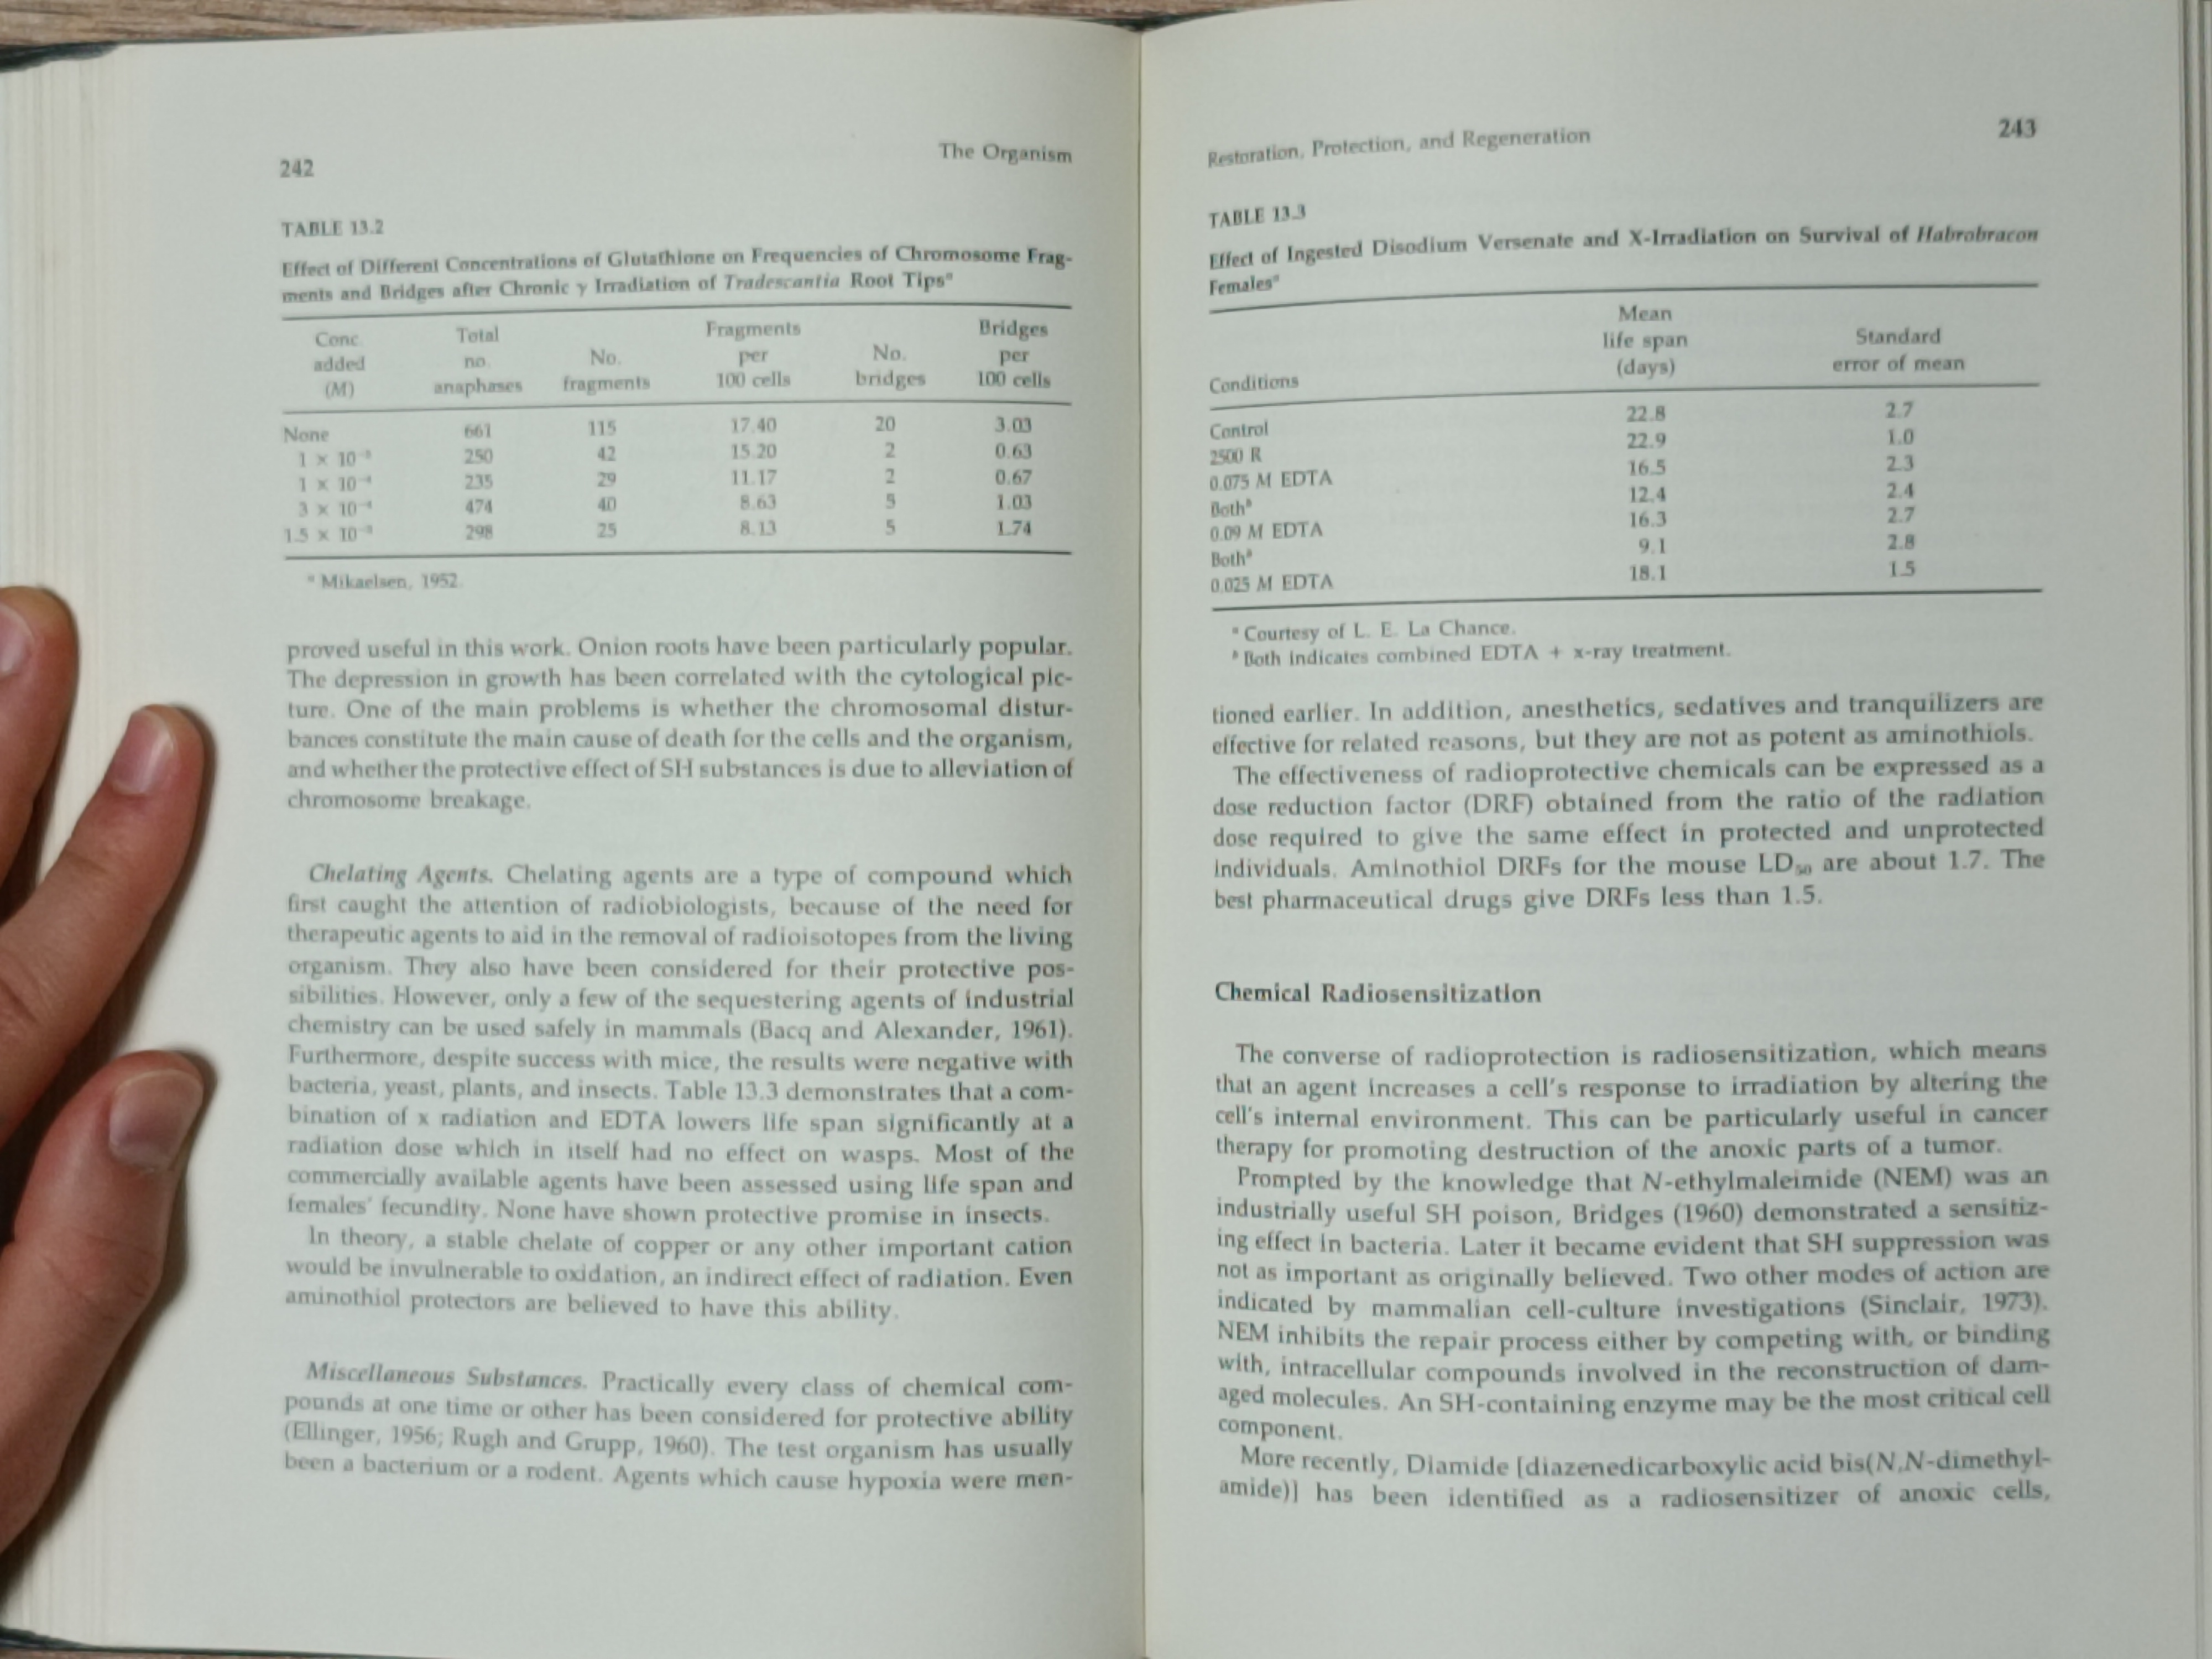 242
The Organism
TABLE 13.2
Effect of Different Concentrations of Glutathione on Frequencies of Chromosome Frag-
ments and Bridges after Chronic γ Irradiation of Tradescantia Root Tipsᵃ
Conc. added (M) Total no. anaphases No. fragments Fragments per 100 cells No. bridges Bridges per 100 cells
None 661 115 17.40 20 3.03
1 × 10 250 42 15.20 2 0.63
1 × 10⁻⁴ 235 29 11.17 2 0.67
3 × 10⁻⁴ 474 40 8.63 5 1.03
1.5 × 10 298 25 8.13 5 1.74
ᵃ Mikaelsen, 1952.
proved useful in this work. Onion roots have been particularly popular.
The depression in growth has been correlated with the cytological pic-
ture. One of the main problems is whether the chromosomal distur-
bances constitute the main cause of death for the cells and the organism,
and whether the protective effect of SH substances is due to alleviation of
chromosome breakage.
Chelating Agents. Chelating agents are a type of compound which
first caught the attention of radiobiologists, because of the need for
therapeutic agents to aid in the removal of radioisotopes from the living
organism. They also have been considered for their protective pos-
sibilities. However, only a few of the sequestering agents of industrial
chemistry can be used safely in mammals (Bacq and Alexander, 1961).
Furthermore, despite success with mice, the results were negative with
bacteria, yeast, plants, and insects. Table 13.3 demonstrates that a com-
bination of x radiation and EDTA lowers life span significantly at a
radiation dose which in itself had no effect on wasps. Most of the
commercially available agents have been assessed using life span and
females' fecundity. None have shown protective promise in insects.
In theory, a stable chelate of copper or any other important cation
would be invulnerable to oxidation, an indirect effect of radiation. Even
aminothiol protectors are believed to have this ability.
Miscellaneous Substances. Practically every class of chemical com-
pounds at one time or other has been considered for protective ability
(Ellinger, 1956; Rugh and Grupp, 1960). The test organism has usually
been a bacterium or a rodent. Agents which cause hypoxia were men-
Restoration, Protection, and Regeneration
243
TABLE 13.3
Effect of Ingested Disodium Versenate and X-Irradiation on Survival of Habrobracon
Femalesᵃ
Conditions Mean life span (days) Standard error of mean
Control 22.8 2.7
2500 R 22.9 1.0
0.075 M EDTA 16.5 2.3
Bothᵇ 12.4 2.4
0.09 M EDTA 16.3 2.7
Bothᵇ 9.1 2.8
0.025 M EDTA 18.1 1.5
ᵃ Courtesy of L. E. La Chance.
ᵇ Both indicates combined EDTA + x-ray treatment.
tioned earlier. In addition, anesthetics, sedatives and tranquilizers are
effective for related reasons, but they are not as potent as aminothiols.
The effectiveness of radioprotective chemicals can be expressed as a
dose reduction factor (DRF) obtained from the ratio of the radiation
dose required to give the same effect in protected and unprotected
individuals. Aminothiol DRFs for the mouse LD₅₀ are about 1.7. The
best pharmaceutical drugs give DRFs less than 1.5.
Chemical Radiosensitization
The converse of radioprotection is radiosensitization, which means
that an agent increases a cell's response to irradiation by altering the
cell's internal environment. This can be particularly useful in cancer
therapy for promoting destruction of the anoxic parts of a tumor.
Prompted by the knowledge that N-ethylmaleimide (NEM) was an
industrially useful SH poison, Bridges (1960) demonstrated a sensitiz-
ing effect in bacteria. Later it became evident that SH suppression was
not as important as originally believed. Two other modes of action are
indicated by mammalian cell-culture investigations (Sinclair, 1973).
NEM inhibits the repair process either by competing with, or binding
with, intracellular compounds involved in the reconstruction of dam-
aged molecules. An SH-containing enzyme may be the most critical cell
component.
More recently, Diamide [diazenedicarboxylic acid bis(N,N-dimethyl-
amide)] has been identified as a radiosensitizer of anoxic cells,